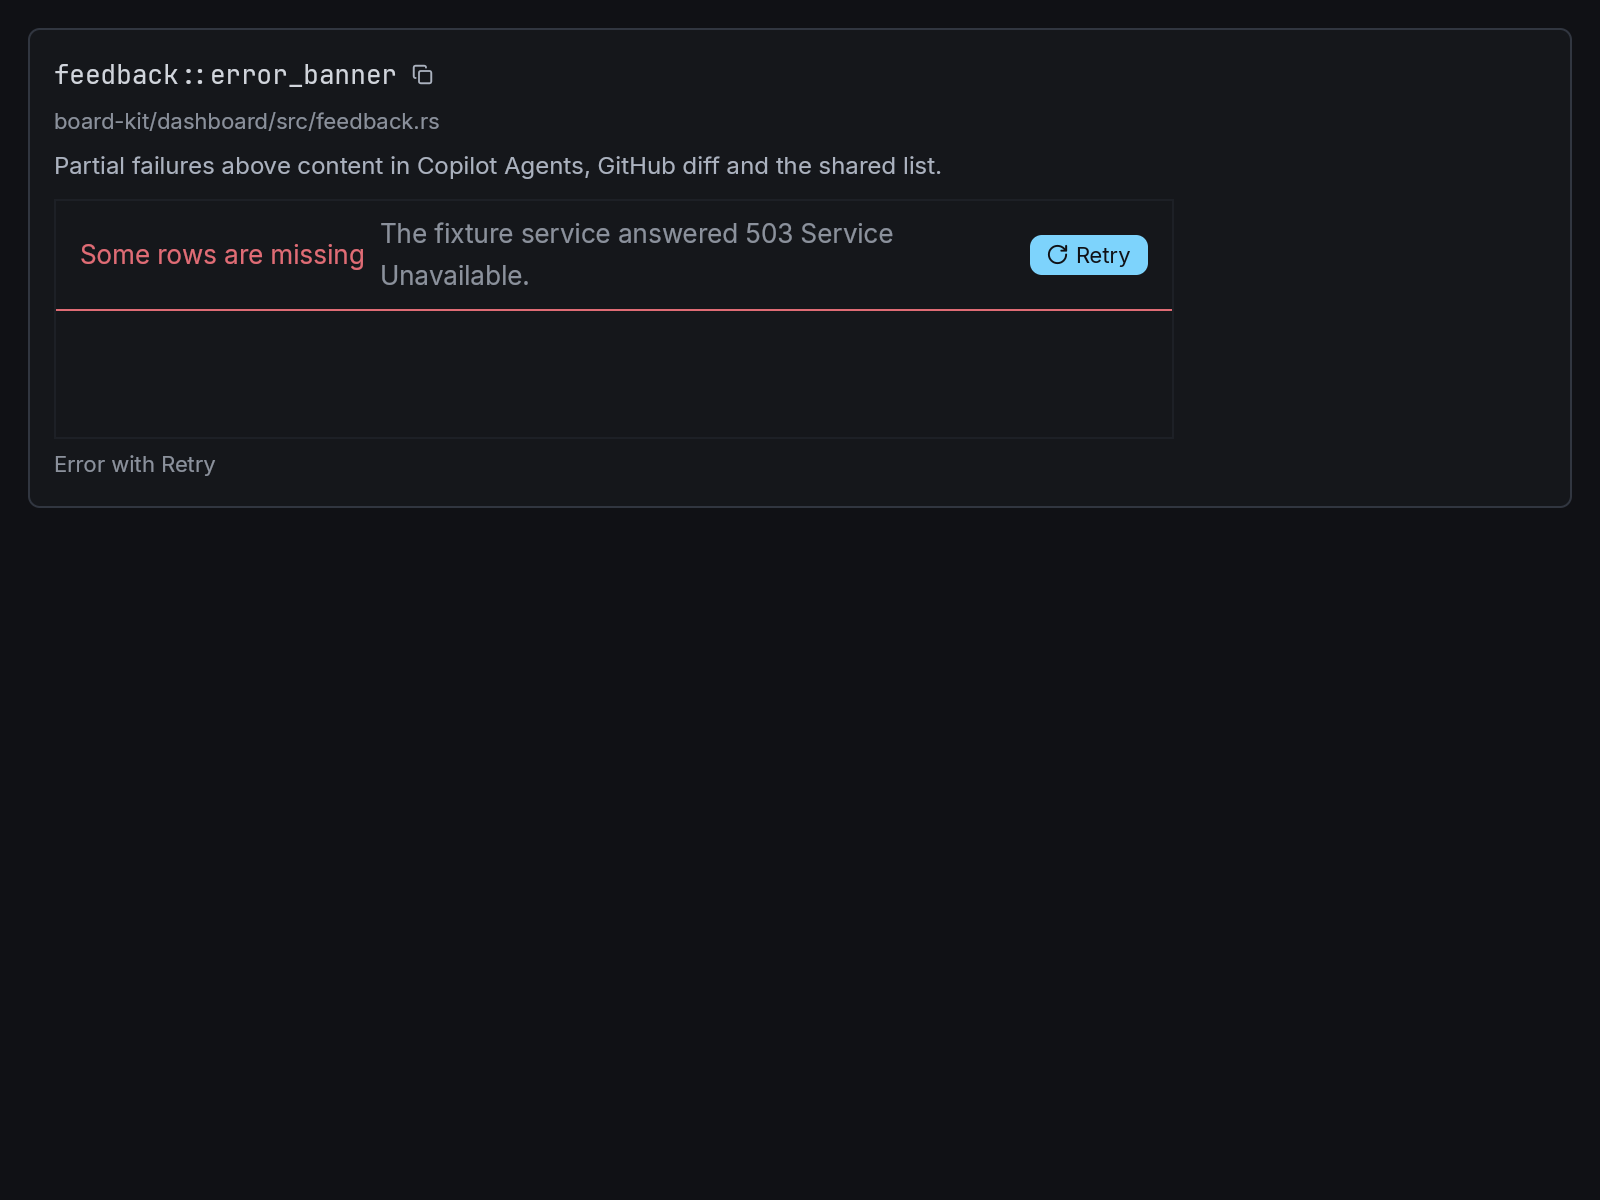 feedback::error_banner
board-kit/dashboard/src/feedback.rs
Partial failures above content in Copilot Agents, GitHub diff and the shared list.
Some rows are missing
The fixture service answered 503 Service
Unavailable.
Retry
Error with Retry